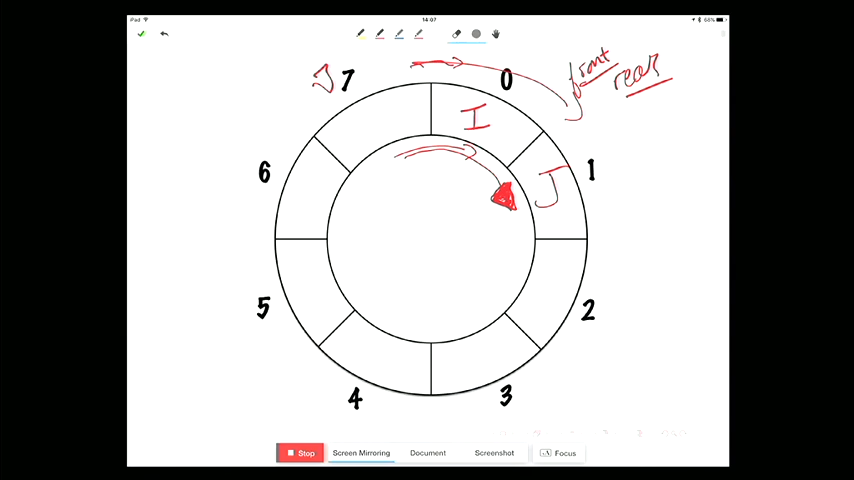 iPad 14:07 68%
7 0
front
rear
I
6 J 1
5 2
4 3
Stop Screen Mirroring Document Screenshot Focus